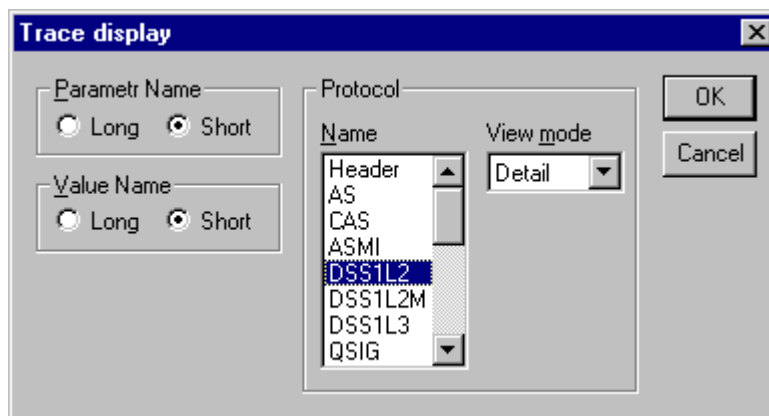 Trace display
Parametr Name
Long Short
Value Name
Long Short
Protocol
Name
Header
AS
CAS
ASMI
DSS1L2
DSS1L2M
DSS1L3
QSIG
View mode
Detail
OK
Cancel